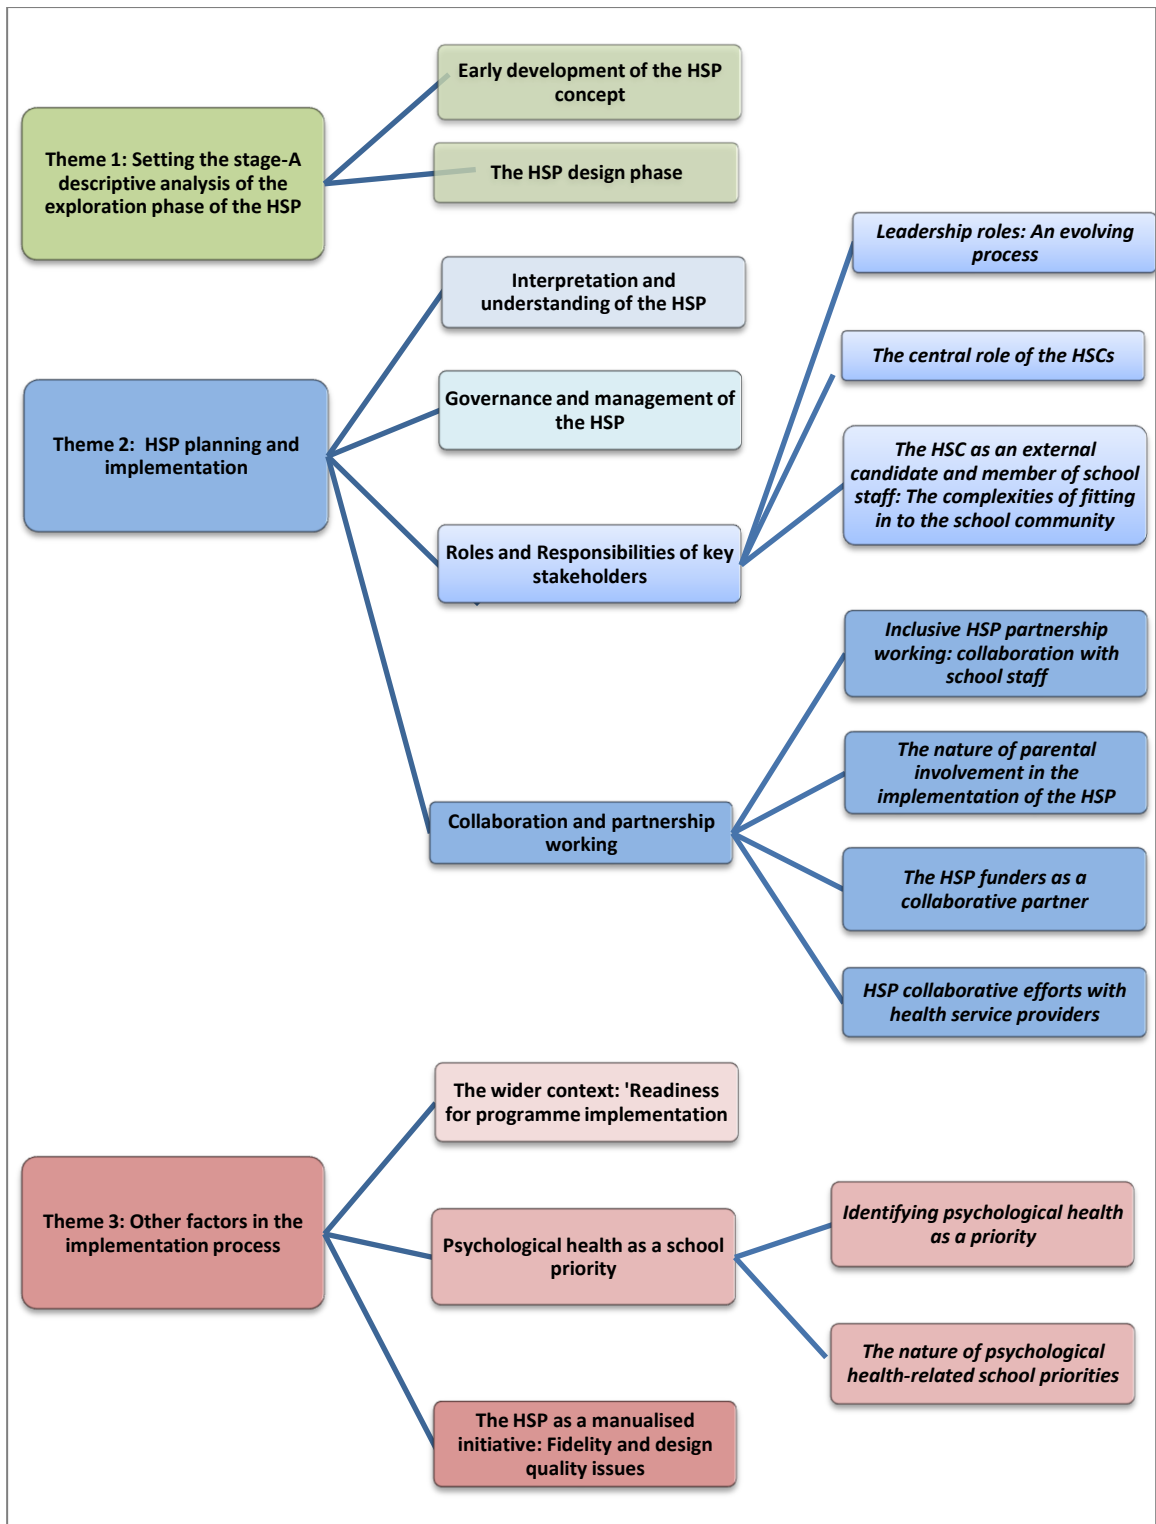 Theme 1: Setting the stage-A
descriptive analysis of the
exploration phase of the HSP
Early development of the HSP
concept
The HSP design phase
Theme 2:  HSP planning and
implementation
Interpretation and
understanding of the HSP
Governance and management of
the HSP
Roles and Responsibilities of key
stakeholders
Leadership roles: An evolving
process
The central role of the HSCs
The HSC as an external
candidate and member of school
staff: The complexities of fitting
in to the school community
Collaboration and partnership
working
Inclusive HSP partnership
working: collaboration with
school staff
The nature of parental
involvement in the
implementation of the HSP
The HSP funders as a
collaborative partner
HSP collaborative efforts with
health service providers
Theme 3: Other factors in the
implementation process
The wider context: 'Readiness
for programme implementation
Psychological health as a school
priority
Identifying psychological health
as a priority
The nature of psychological
health-related school priorities
The HSP as a manualised
initiative: Fidelity and design
quality issues